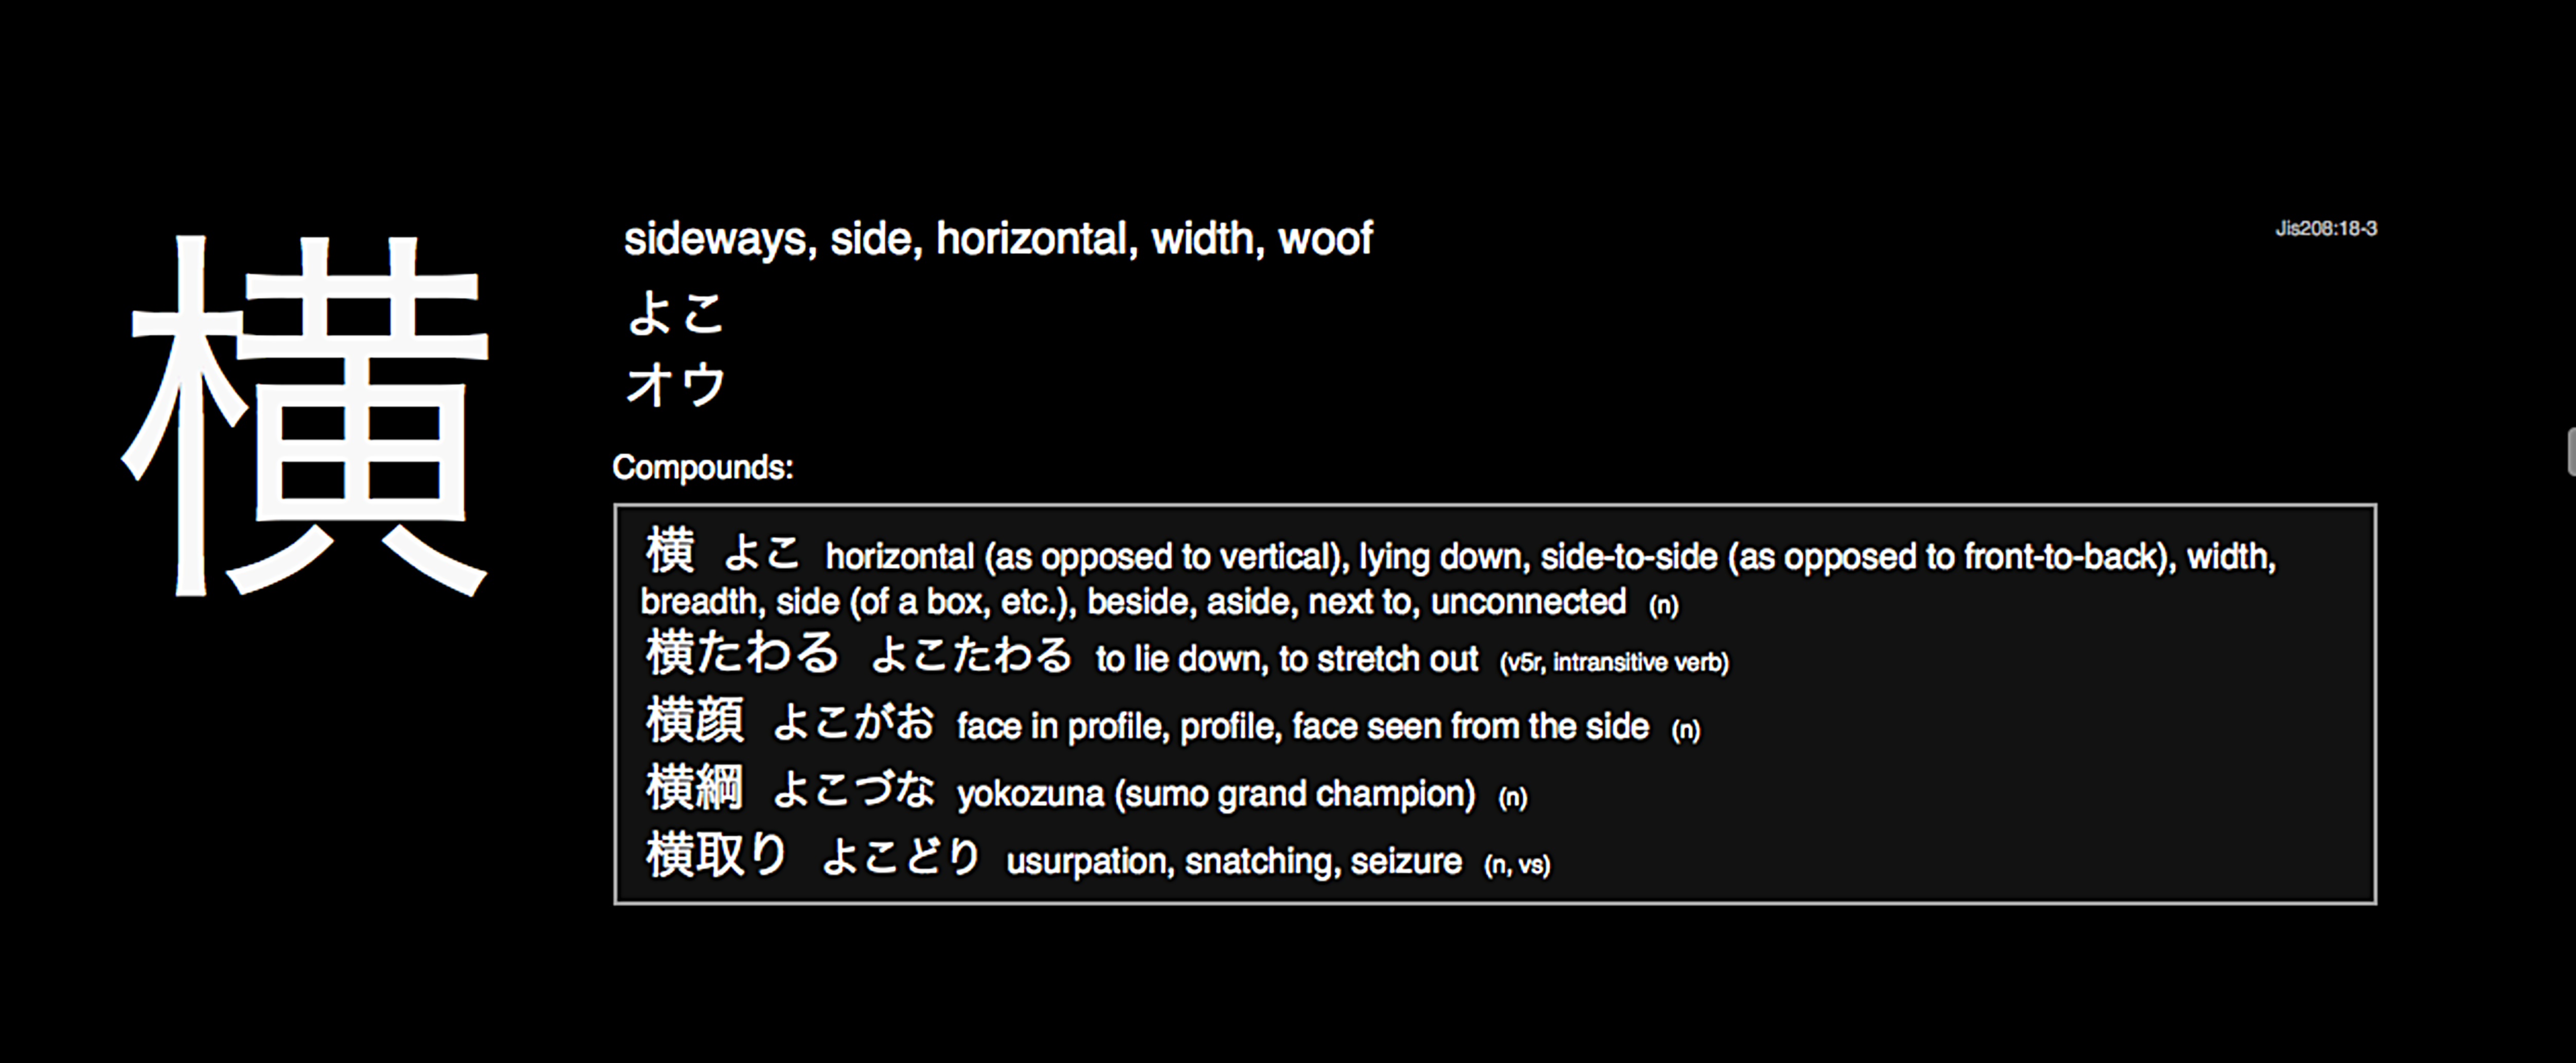 横
sideways, side, horizontal, width, woof
Jis208:18-3
よこ
オウ
Compounds:
横 よこ horizontal (as opposed to vertical), lying down, side-to-side (as opposed to front-to-back), width,
breadth, side (of a box, etc.), beside, aside, next to, unconnected (n)
横たわる よこたわる to lie down, to stretch out (v5r, intransitive verb)
横顔 よこがお face in profile, profile, face seen from the side (n)
横綱 よこづな yokozuna (sumo grand champion) (n)
横取り よこどり usurpation, snatching, seizure (n, vs)